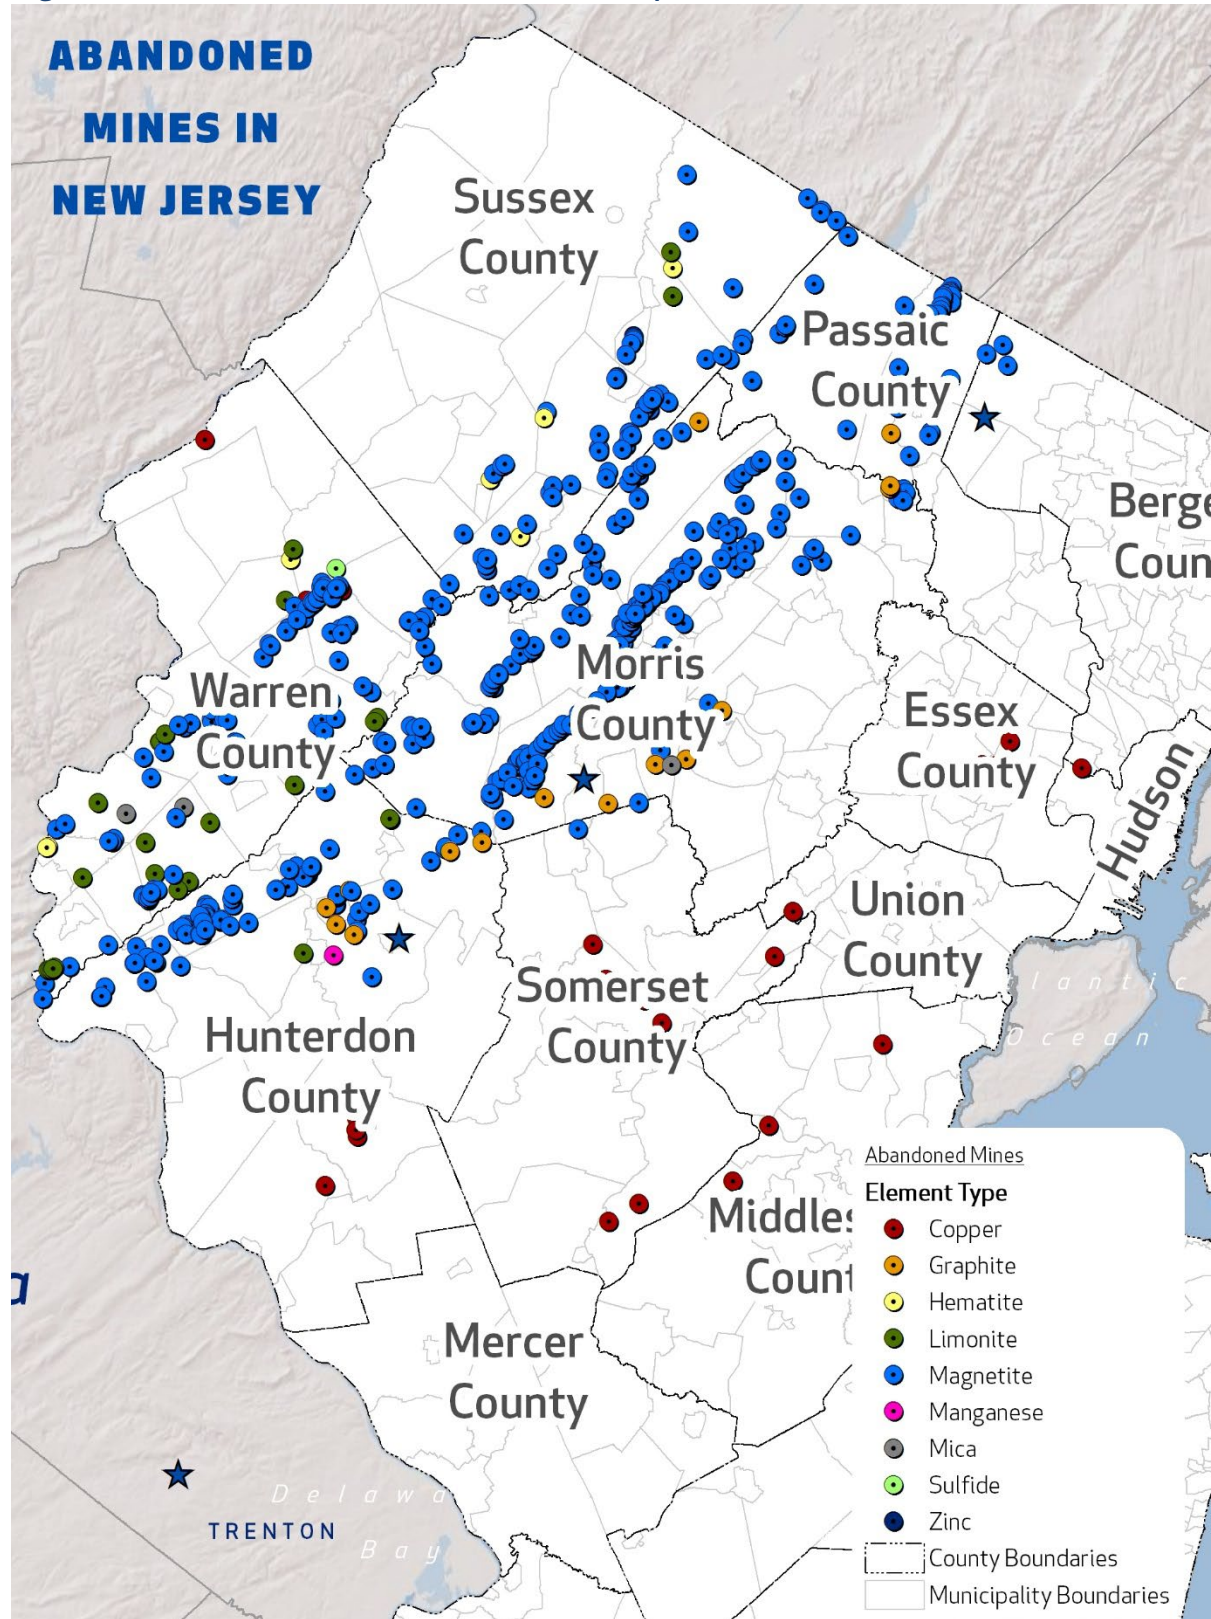 ABANDONED
MINES IN
NEW JERSEY
Sussex
County
Passaic
County
Berge
Coun
Warren
County
Morris
County
Essex
County
Hudson
Union
County
Somerset
County
Hunterdon
County
lantic
Ocean
Middles
Count
Mercer
County
a
Delawa
Bay
TRENTON
Abandoned Mines
Element Type
Copper
Graphite
Hematite
Limonite
Magnetite
Manganese
Mica
Sulfide
Zinc
County Boundaries
Municipality Boundaries